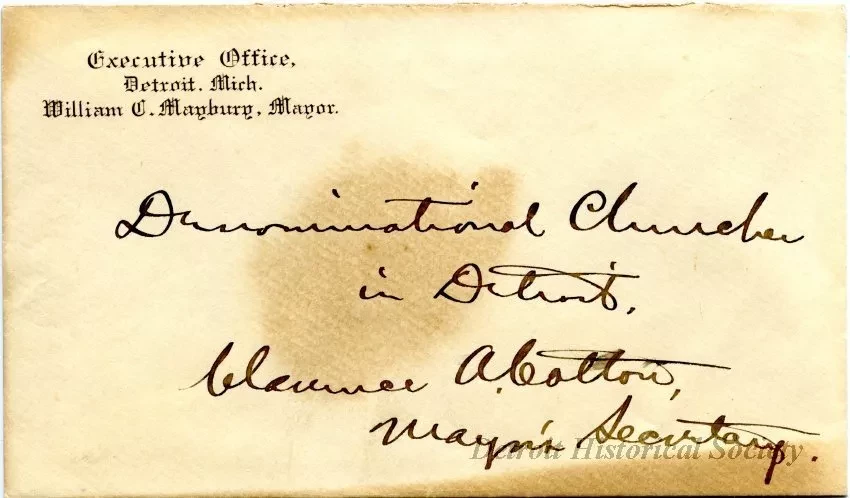 Executive Office,
Detroit. Mich.
William C. Maybury, Mayor.
Denominational Churches
in Detroit.
Clarence A. Cotton,
Mayor's Secretary.
Detroit Historical Society